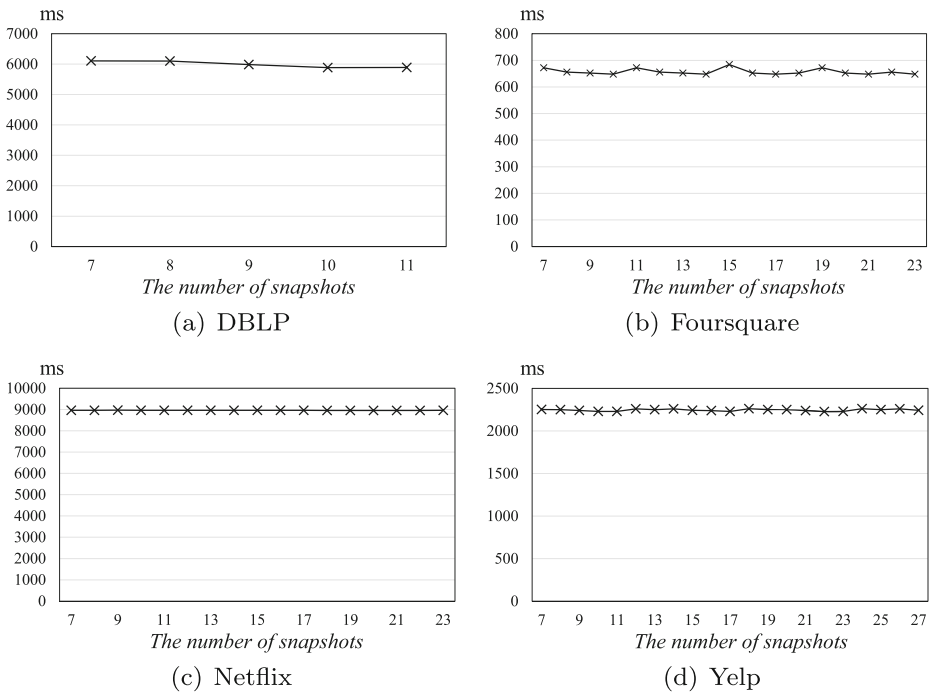 ms
7000
6000
5000
4000
3000
2000
1000
0
7 8 9 10 11
The number of snapshots
(a) DBLP
ms
800
700
600
500
400
300
200
100
0
7 9 11 13 15 17 19 21 23
The number of snapshots
(b) Foursquare
ms
10000
9000
8000
7000
6000
5000
4000
3000
2000
1000
0
7 9 11 13 15 17 19 21 23
The number of snapshots
(c) Netflix
ms
2500
2000
1500
1000
500
0
7 9 11 13 15 17 19 21 23 25 27
The number of snapshots
(d) Yelp